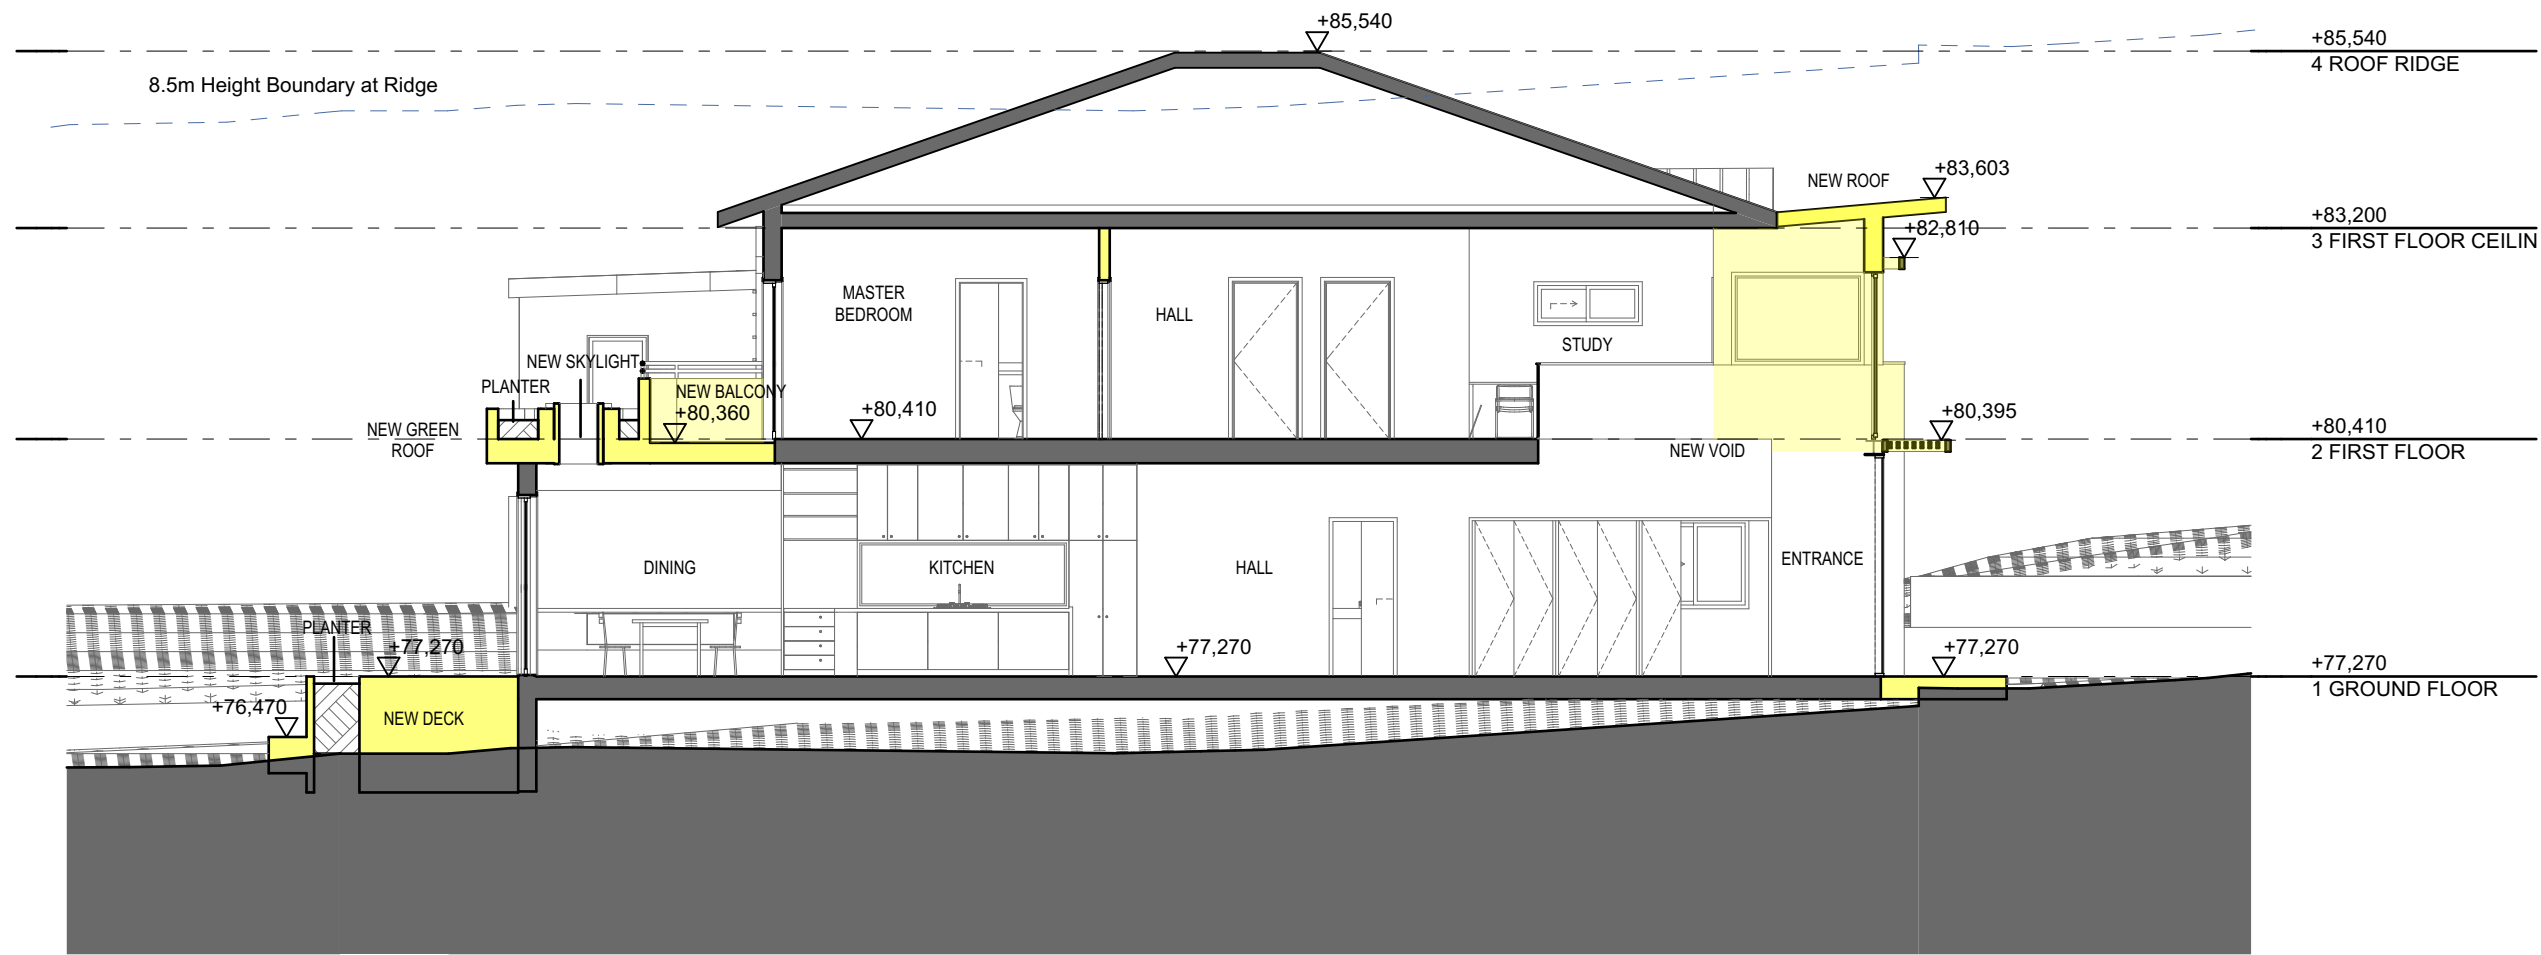 +85,540
+85,540
4 ROOF RIDGE
8.5m Height Boundary at Ridge
+83,603
NEW ROOF
+83,200
3 FIRST FLOOR CEILIN
+82,810
MASTER
BEDROOM
HALL
STUDY
NEW SKYLIGHT
PLANTER
NEW BALCONY
+80,360
+80,410
+80,395
+80,410
2 FIRST FLOOR
NEW GREEN
ROOF
NEW VOID
DINING
KITCHEN
HALL
ENTRANCE
PLANTER
+77,270
+77,270
+77,270
+77,270
1 GROUND FLOOR
+76,470
NEW DECK